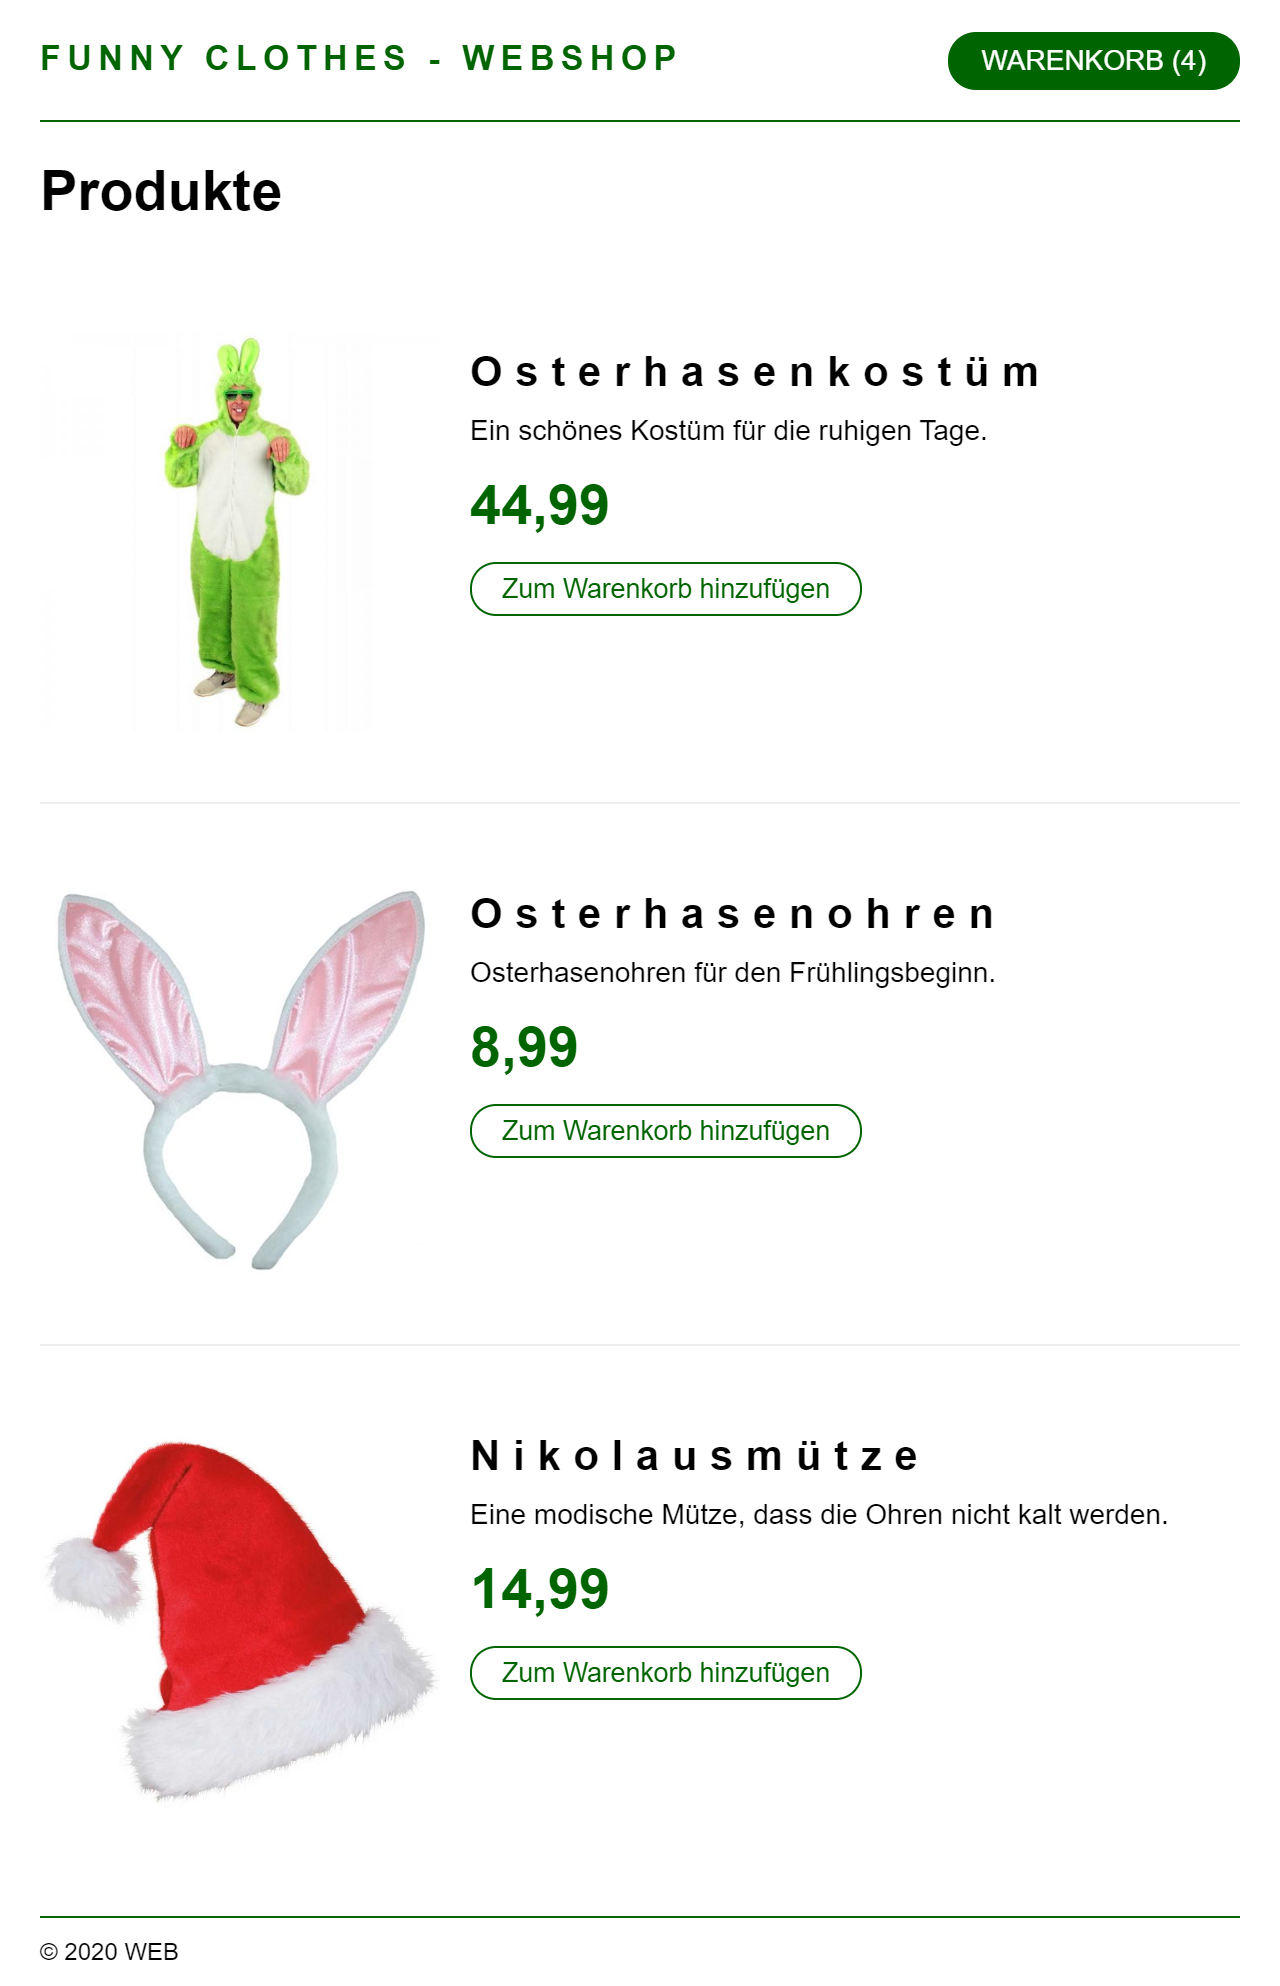 FUNNY CLOTHES - WEBSHOP
WARENKORB (4)
Produkte
Osterhasenkostüm
Ein schönes Kostüm für die ruhigen Tage.
44,99
Zum Warenkorb hinzufügen
Osterhasenohren
Osterhasenohren für den Frühlingsbeginn.
8,99
Zum Warenkorb hinzufügen
Nikolausmütze
Eine modische Mütze, dass die Ohren nicht kalt werden.
14,99
Zum Warenkorb hinzufügen
© 2020 WEB